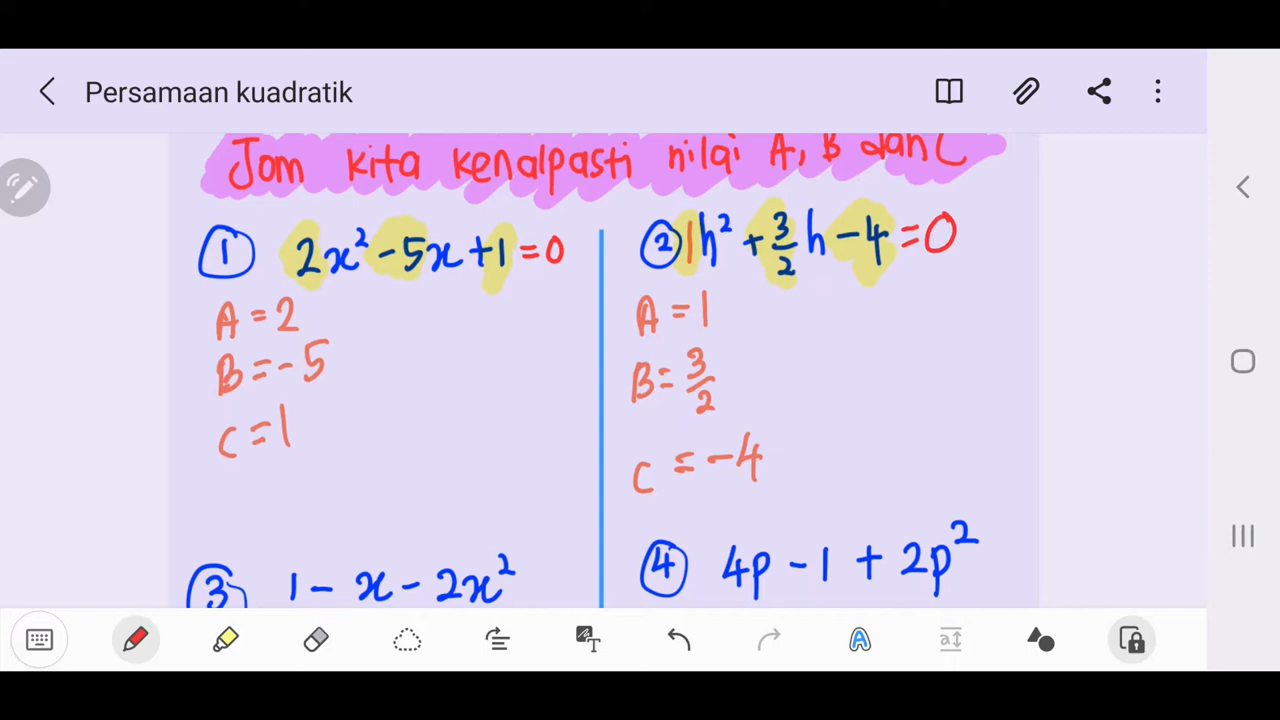 Persamaan kuadratik
Jom kita kenalpasti nilai A, B dan C
① 2x² - 5x + 1 = 0
A = 2
B = - 5
C = 1
② 1h² + 3/2 h - 4 = 0
A = 1
B = 3/2
C = -4
③ 1 - x - 2x²
④ 4p - 1 + 2p²